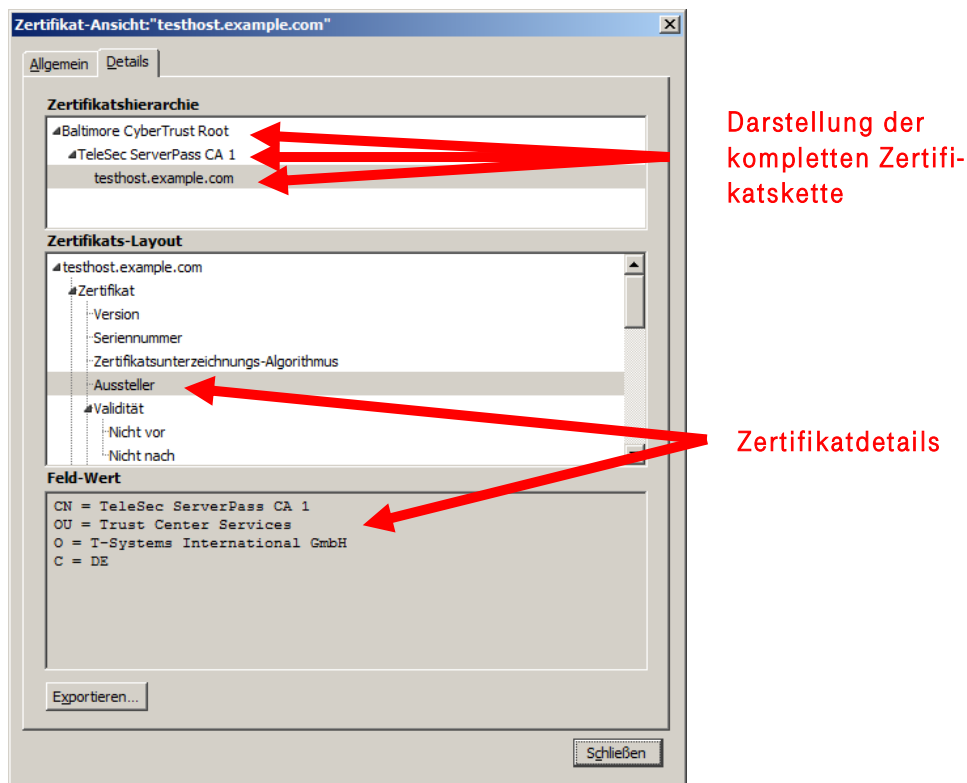 Zertifikat-Ansicht:"testhost.example.com"
Allgemein
Details
Zertifikatshierarchie
Baltimore CyberTrust Root
TeleSec ServerPass CA 1
testhost.example.com
Darstellung der
kompletten Zertifi-
katskette
Zertifikats-Layout
testhost.example.com
Zertifikat
Version
Seriennummer
Zertifikatsunterzeichnungs-Algorithmus
Aussteller
Validität
Nicht vor
Nicht nach
Zertifikatdetails
Feld-Wert
CN = TeleSec ServerPass CA 1
OU = Trust Center Services
O = T-Systems International GmbH
C = DE
Exportieren...
Schließen